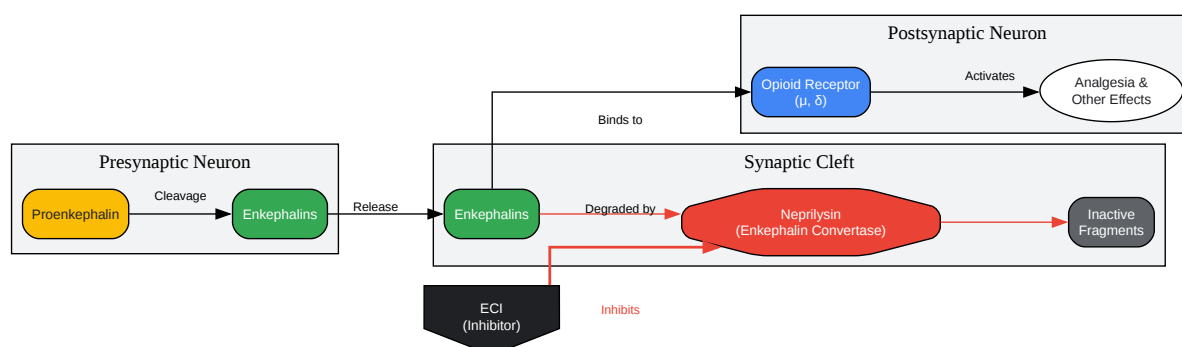 Postsynaptic Neuron
Opioid Receptor
(μ, δ)
Activates
Analgesia &
Other Effects
Binds to
Presynaptic Neuron
Proenkephalin
Cleavage
Enkephalins
Release
Synaptic Cleft
Enkephalins
Degraded by
Neprilysin
(Enkephalin Convertase)
Inactive
Fragments
ECI
(Inhibitor)
Inhibits